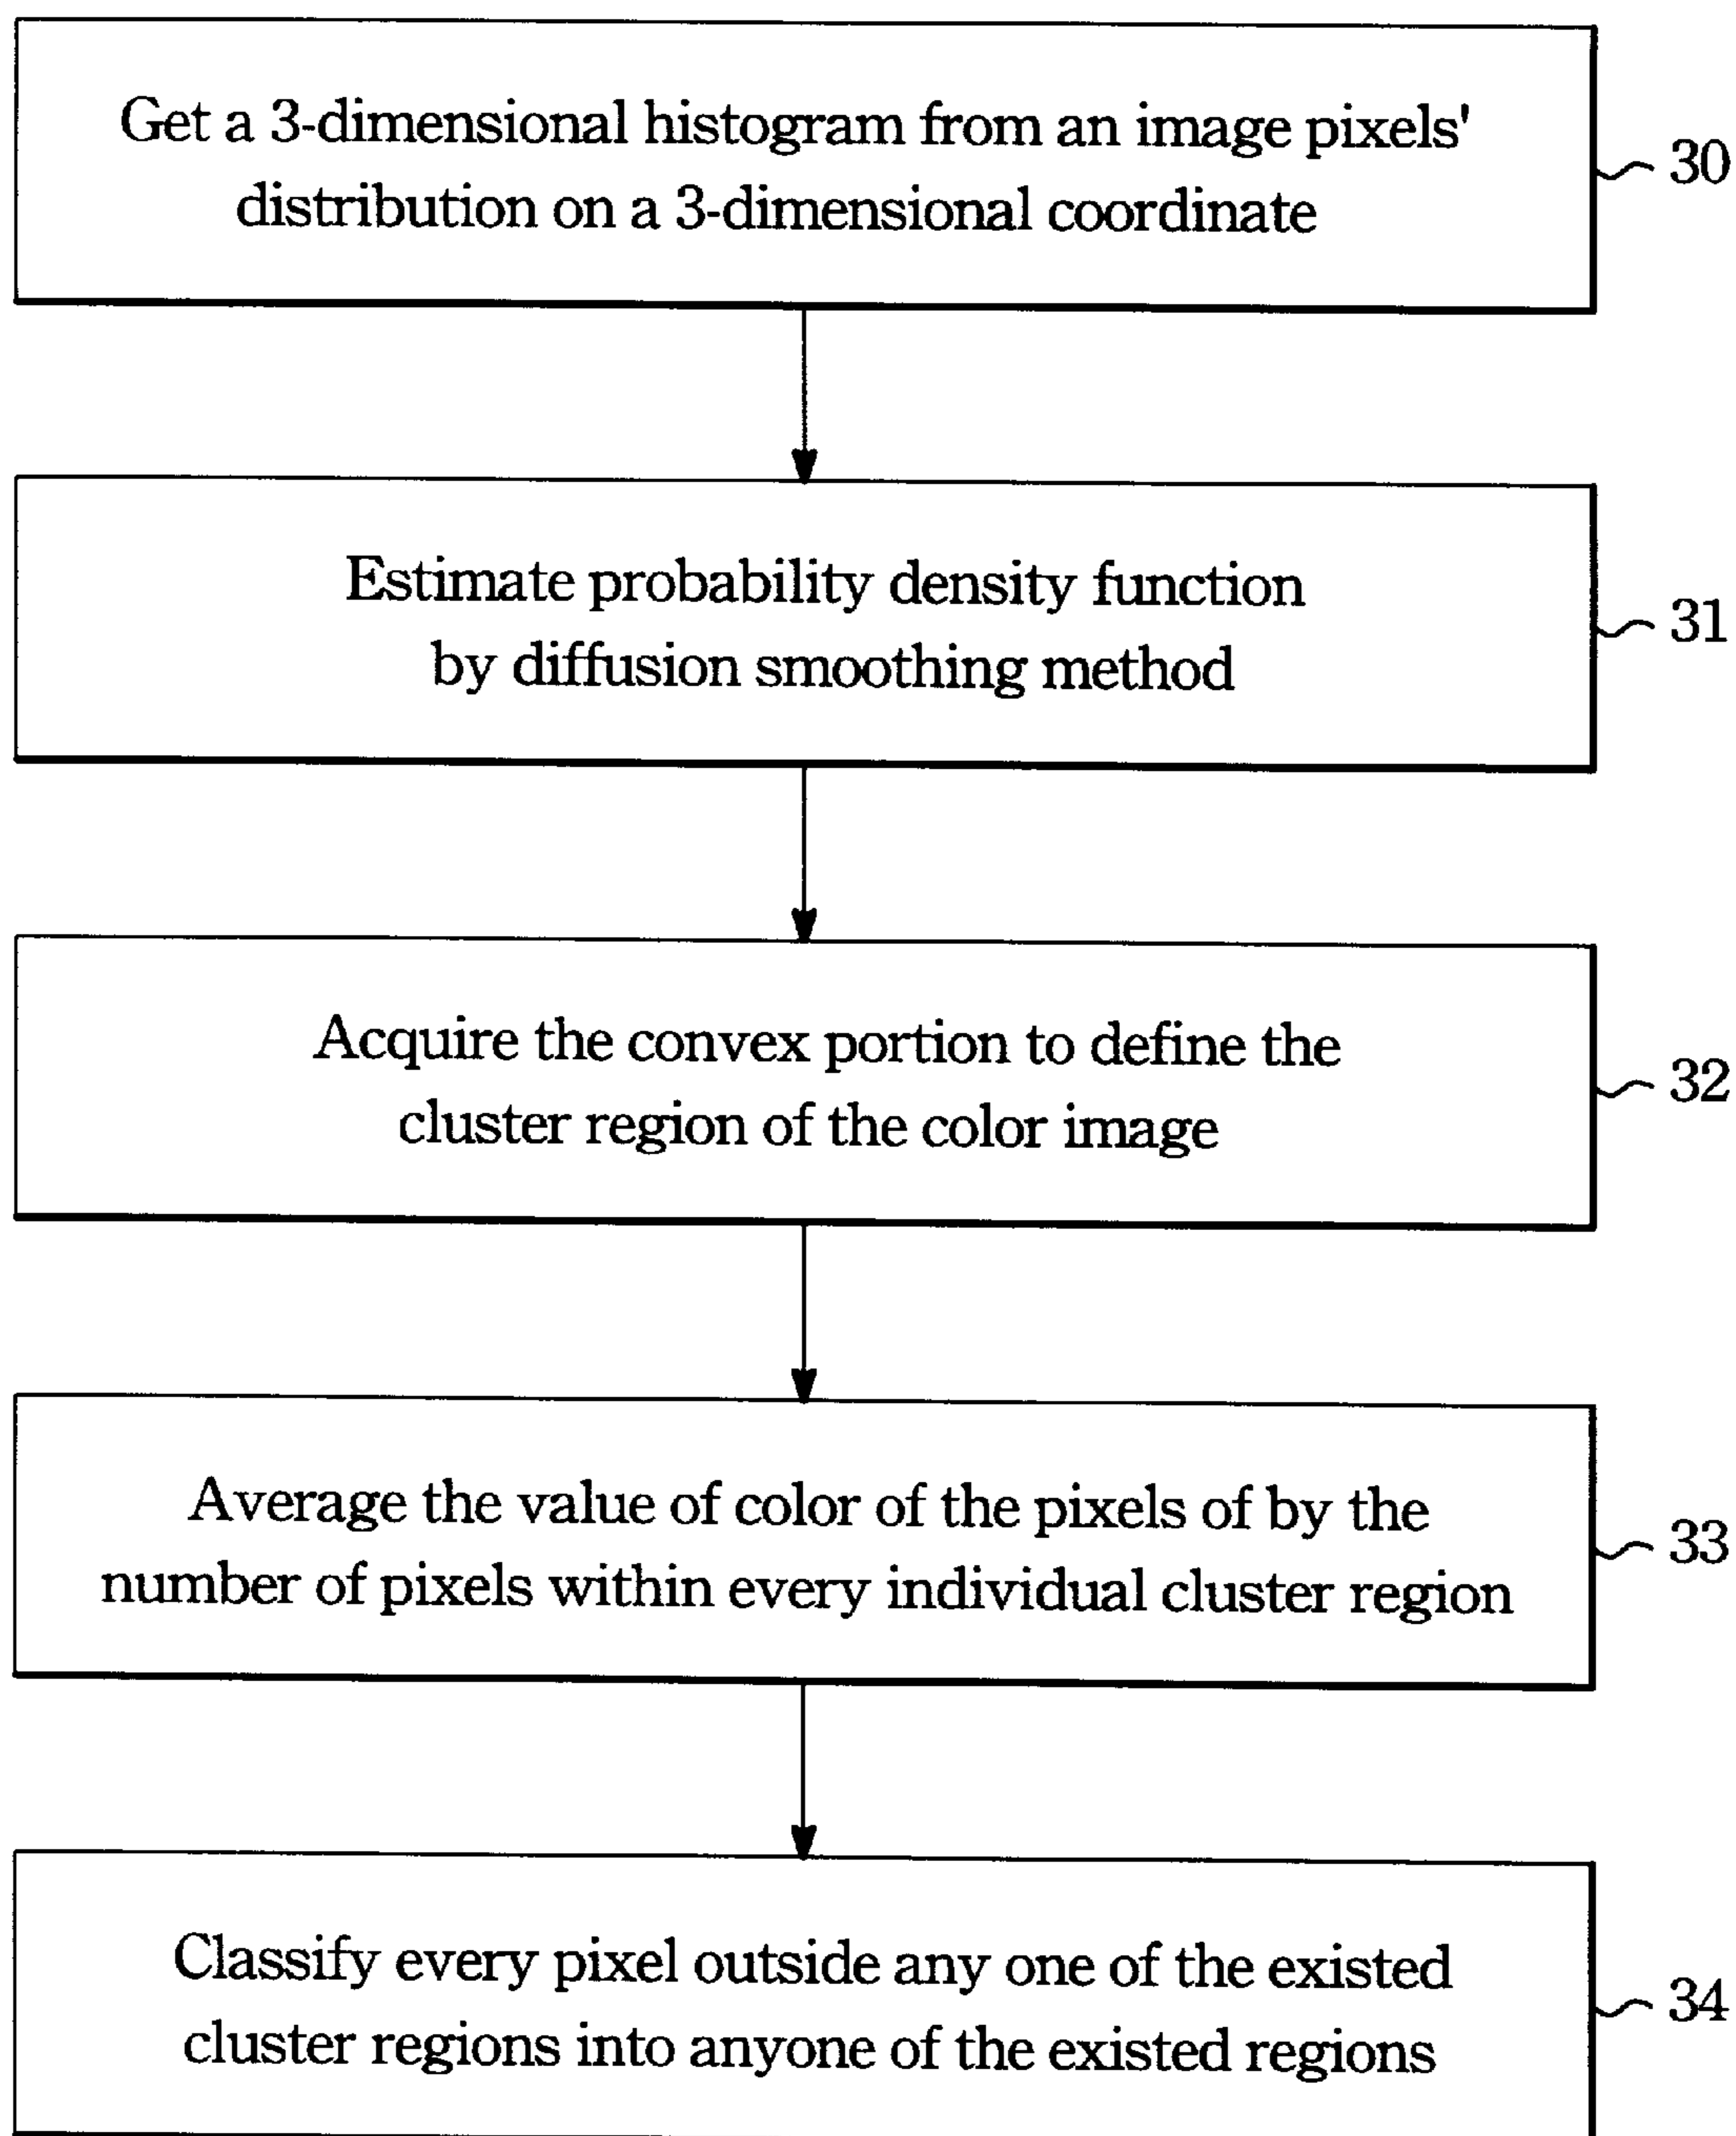 Get a 3-dimensional histogram from an image pixels'
distribution on a 3-dimensional coordinate
30
Estimate probability density function
by diffusion smoothing method
31
Acquire the convex portion to define the
cluster region of the color image
32
Average the value of color of the pixels of by the
number of pixels within every individual cluster region
33
Classify every pixel outside any one of the existed
cluster regions into anyone of the existed regions
34